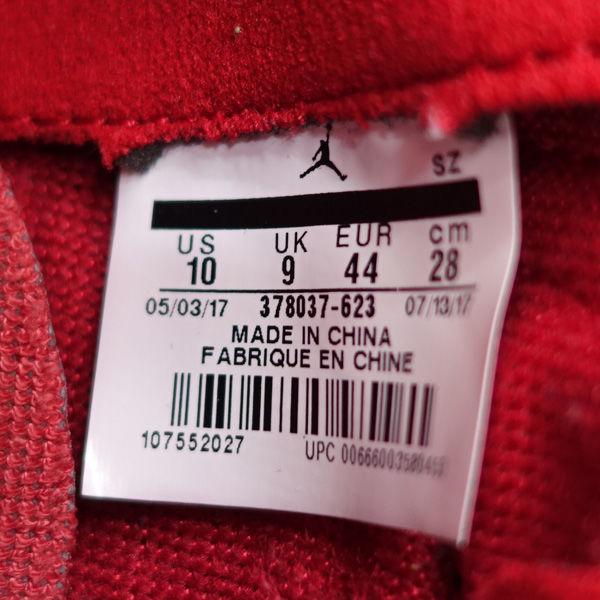 SZ
US UK EUR cm
10 9 44 28
05/03/17 378037-623 07/13/17
MADE IN CHINA
FABRIQUE EN CHINE
107552027 UPC